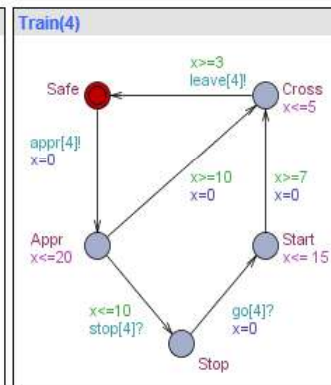 Train(4)
x>=3
leave[4]!
Safe
Cross
x<=5
appr[4]!
x=0
x>=10
x=0
x>=7
x=0
Appr
x<=20
Start
x<= 15
x<=10
stop[4]?
go[4]?
x=0
Stop